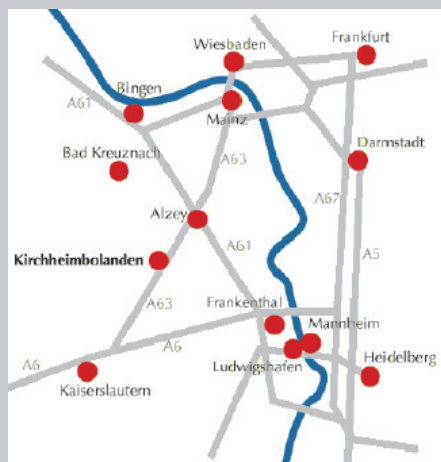 Wiesbaden
Frankfurt
Bingen
A61
Mainz
Bad Kreuznach
A63
Darmstadt
A67
Alzey
A61
A5
Kirchheimbolanden
A63
Frankenthal
Mannheim
A6
Ludwigshafen
Heidelberg
A6
Kaiserslautern